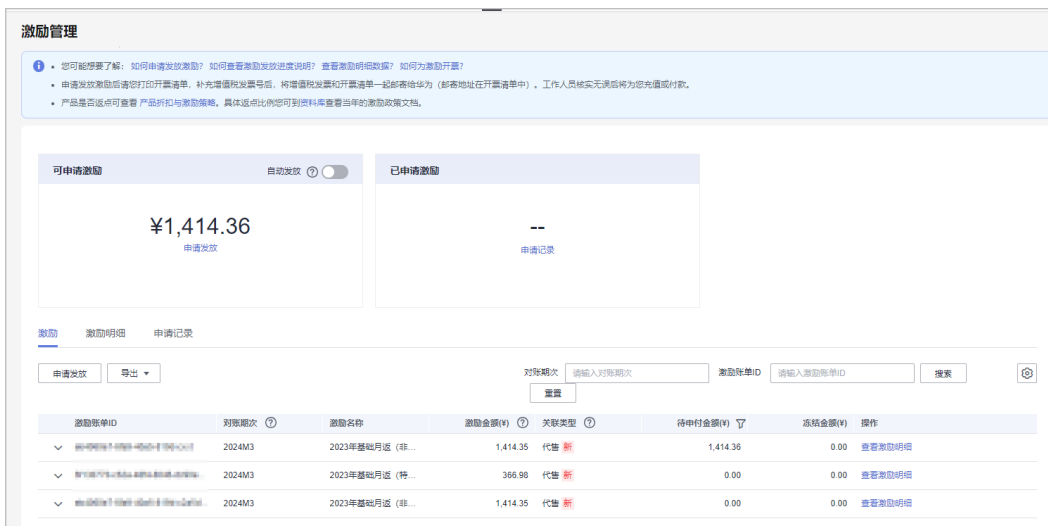 激励管理
您可能想要了解：如何申请发放激励？ 如何查看激励发放进度说明？ 查看激励明细数据？ 如何为激励开票？
申请发放激励后请您打印开票清单，补充增值税发票号后，将增值税发票和开票清单一起邮寄给华为（邮寄地址在开票清单中）。工作人员核实无误后将为您充值或付款。
产品是否返点可查看 产品折扣与激励策略。具体返点比例您可到资料库查看当年的激励政策文档。
可申请激励 自动发放 已申请激励
¥1,414.36 --
申请发放 申请记录
激励 激励明细 申请记录
申请发放 导出 对账期次 请输入对账期次 激励账单ID 请输入激励账单ID 搜索
重置
激励账单ID 对账期次 激励名称 激励金额(¥) 关联类型 待申付金额(¥) 冻结金额(¥) 操作
2024M3 2023年基础月返（非... 1,414.35 代售 新 1,414.36 0.00 查看激励明细
2024M3 2023年基础月返（特... 366.98 代售 新 0.00 0.00 查看激励明细
2024M3 2023年基础月返（非... 1,414.35 代售 新 0.00 0.00 查看激励明细